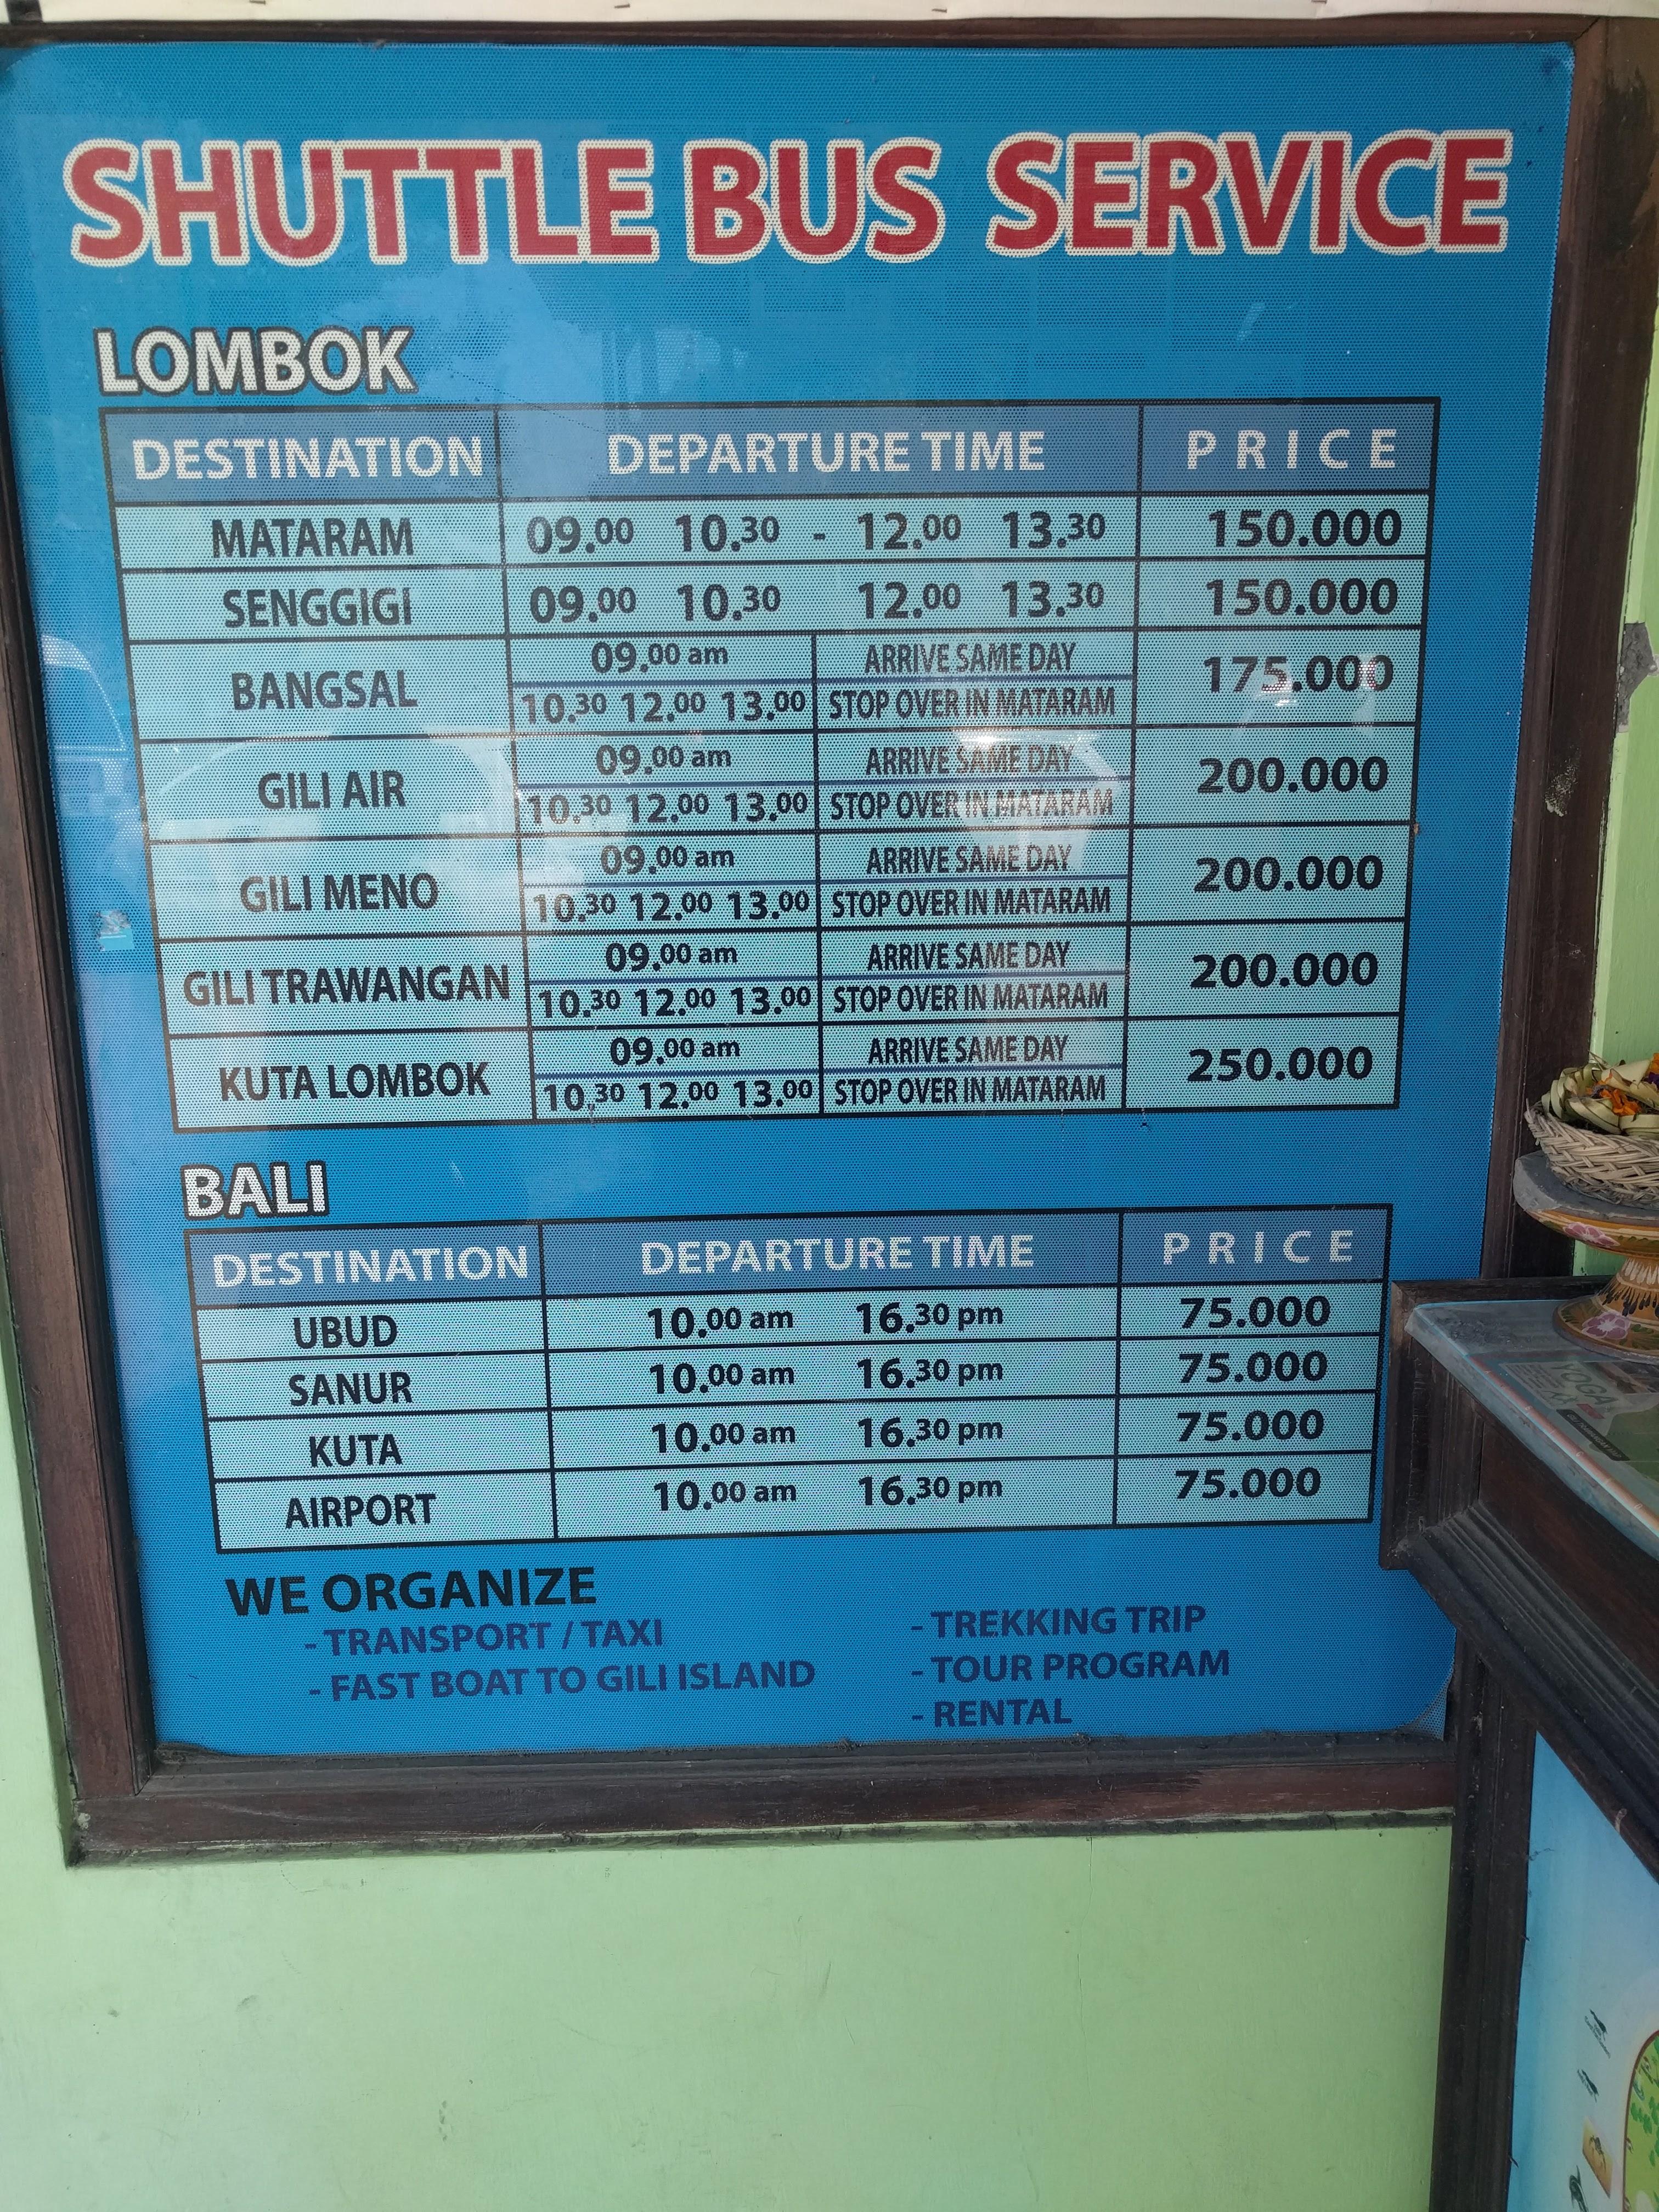 SHUTTLE BUS SERVICE
LOMBOK
DESTINATION DEPARTURE TIME PRICE
MATARAM 09.00 10.30 - 12.00 13.30 150.000
SENGGIGI 09.00 10.30 12.00 13.30 150.000
BANGSAL 09.00 am ARRIVE SAME DAY 175.000
10.30 12.00 13.00 STOP OVER IN MATARAM
GILI AIR 09.00 am ARRIVE SAME DAY 200.000
10.30 12.00 13.00 STOP OVER IN MATARAM
GILI MENO 09.00 am ARRIVE SAME DAY 200.000
10.30 12.00 13.00 STOP OVER IN MATARAM
GILI TRAWANGAN 09.00 am ARRIVE SAME DAY 200.000
10.30 12.00 13.00 STOP OVER IN MATARAM
KUTA LOMBOK 09.00 am ARRIVE SAME DAY 250.000
10.30 12.00 13.00 STOP OVER IN MATARAM
BALI
DESTINATION DEPARTURE TIME PRICE
UBUD 10.00 am 16.30 pm 75.000
SANUR 10.00 am 16.30 pm 75.000
KUTA 10.00 am 16.30 pm 75.000
AIRPORT 10.00 am 16.30 pm 75.000
WE ORGANIZE
- TRANSPORT / TAXI
- FAST BOAT TO GILI ISLAND
- TREKKING TRIP
- TOUR PROGRAM
- RENTAL